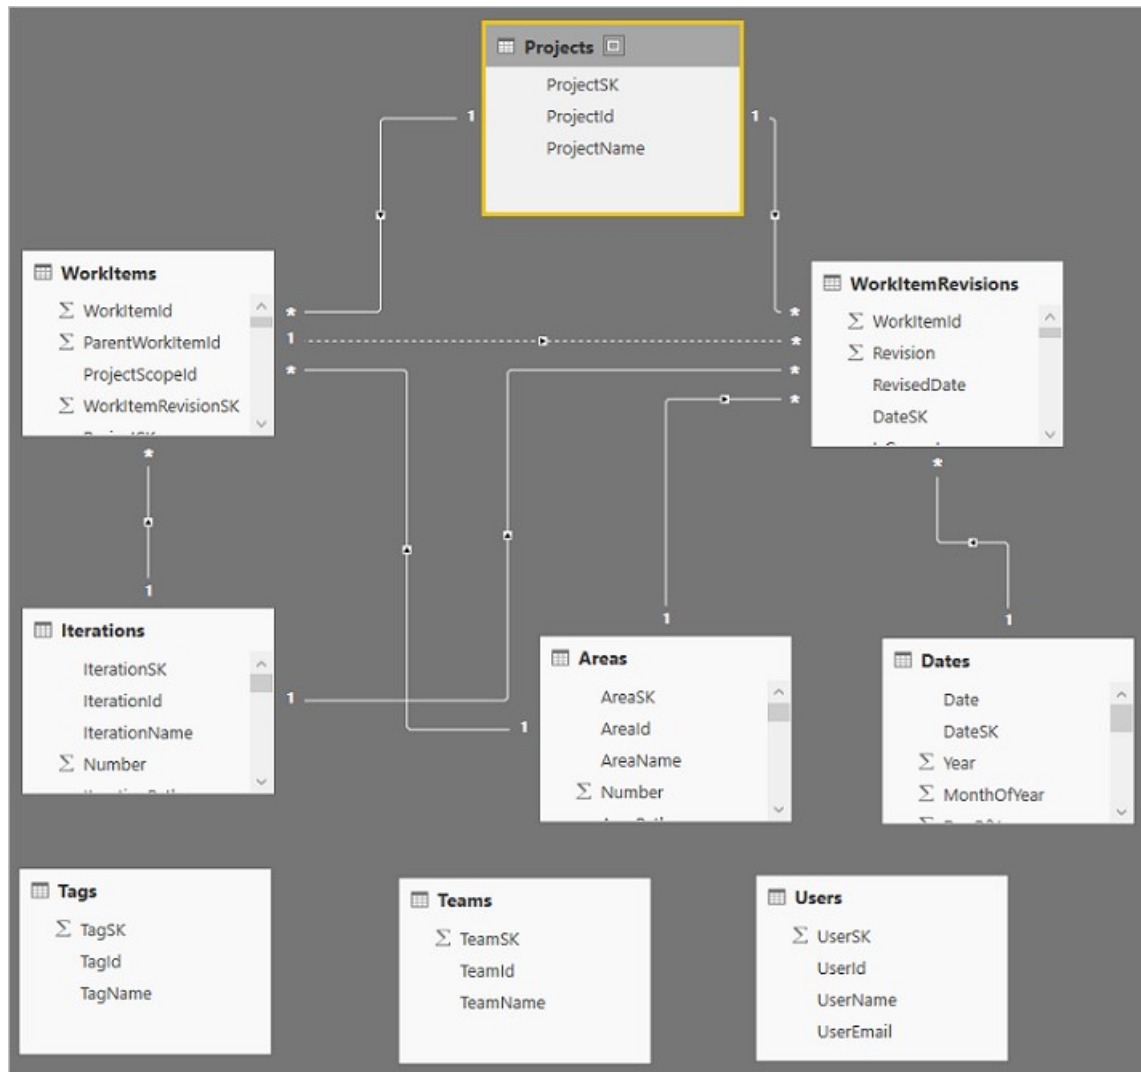 Projects
ProjectSK
ProjectId
ProjectName
1
1
WorkItems
Σ WorkItemId
Σ ParentWorkItemId
ProjectScopeId
Σ WorkItemRevisionSK
*
1
*
*
WorkItemRevisions
Σ WorkItemId
Σ Revision
RevisedDate
DateSK
*
*
*
*
*
1
Iterations
IterationSK
IterationId
IterationName
Σ Number
1
1
Areas
AreaSK
AreaId
AreaName
Σ Number
1
1
Dates
Date
DateSK
Σ Year
Σ MonthOfYear
Tags
Σ TagSK
TagId
TagName
Teams
Σ TeamSK
TeamId
TeamName
Users
Σ UserSK
UserId
UserName
UserEmail